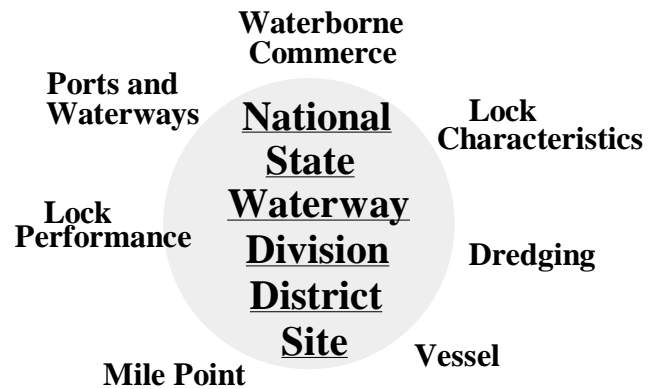 Waterborne
Commerce
Ports and
Waterways
Lock
Characteristics
National
State
Waterway
Division
District
Site
Lock
Performance
Dredging
Vessel
Mile Point